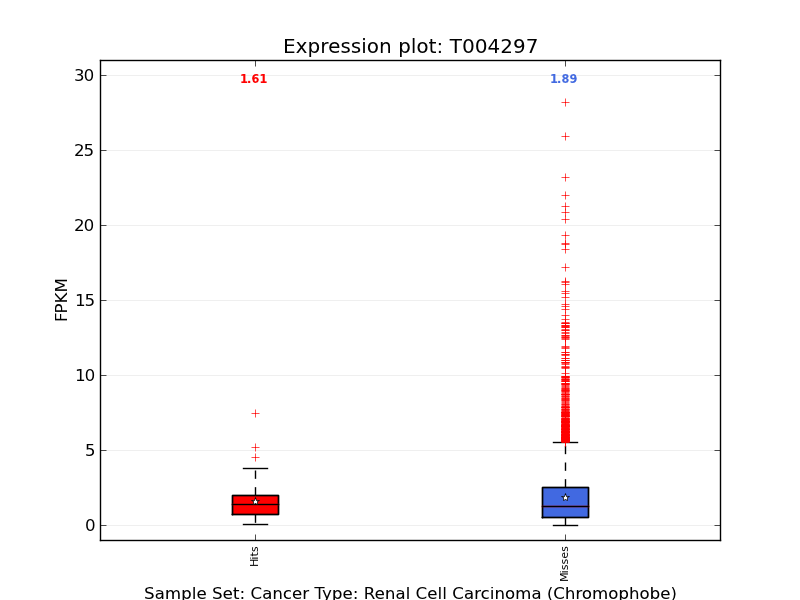 Expression plot: T004297
1.61
1.89
30
25
20
15
10
5
0
FPKM
Hits
Misses
Sample Set: Cancer Type: Renal Cell Carcinoma (Chromophobe)